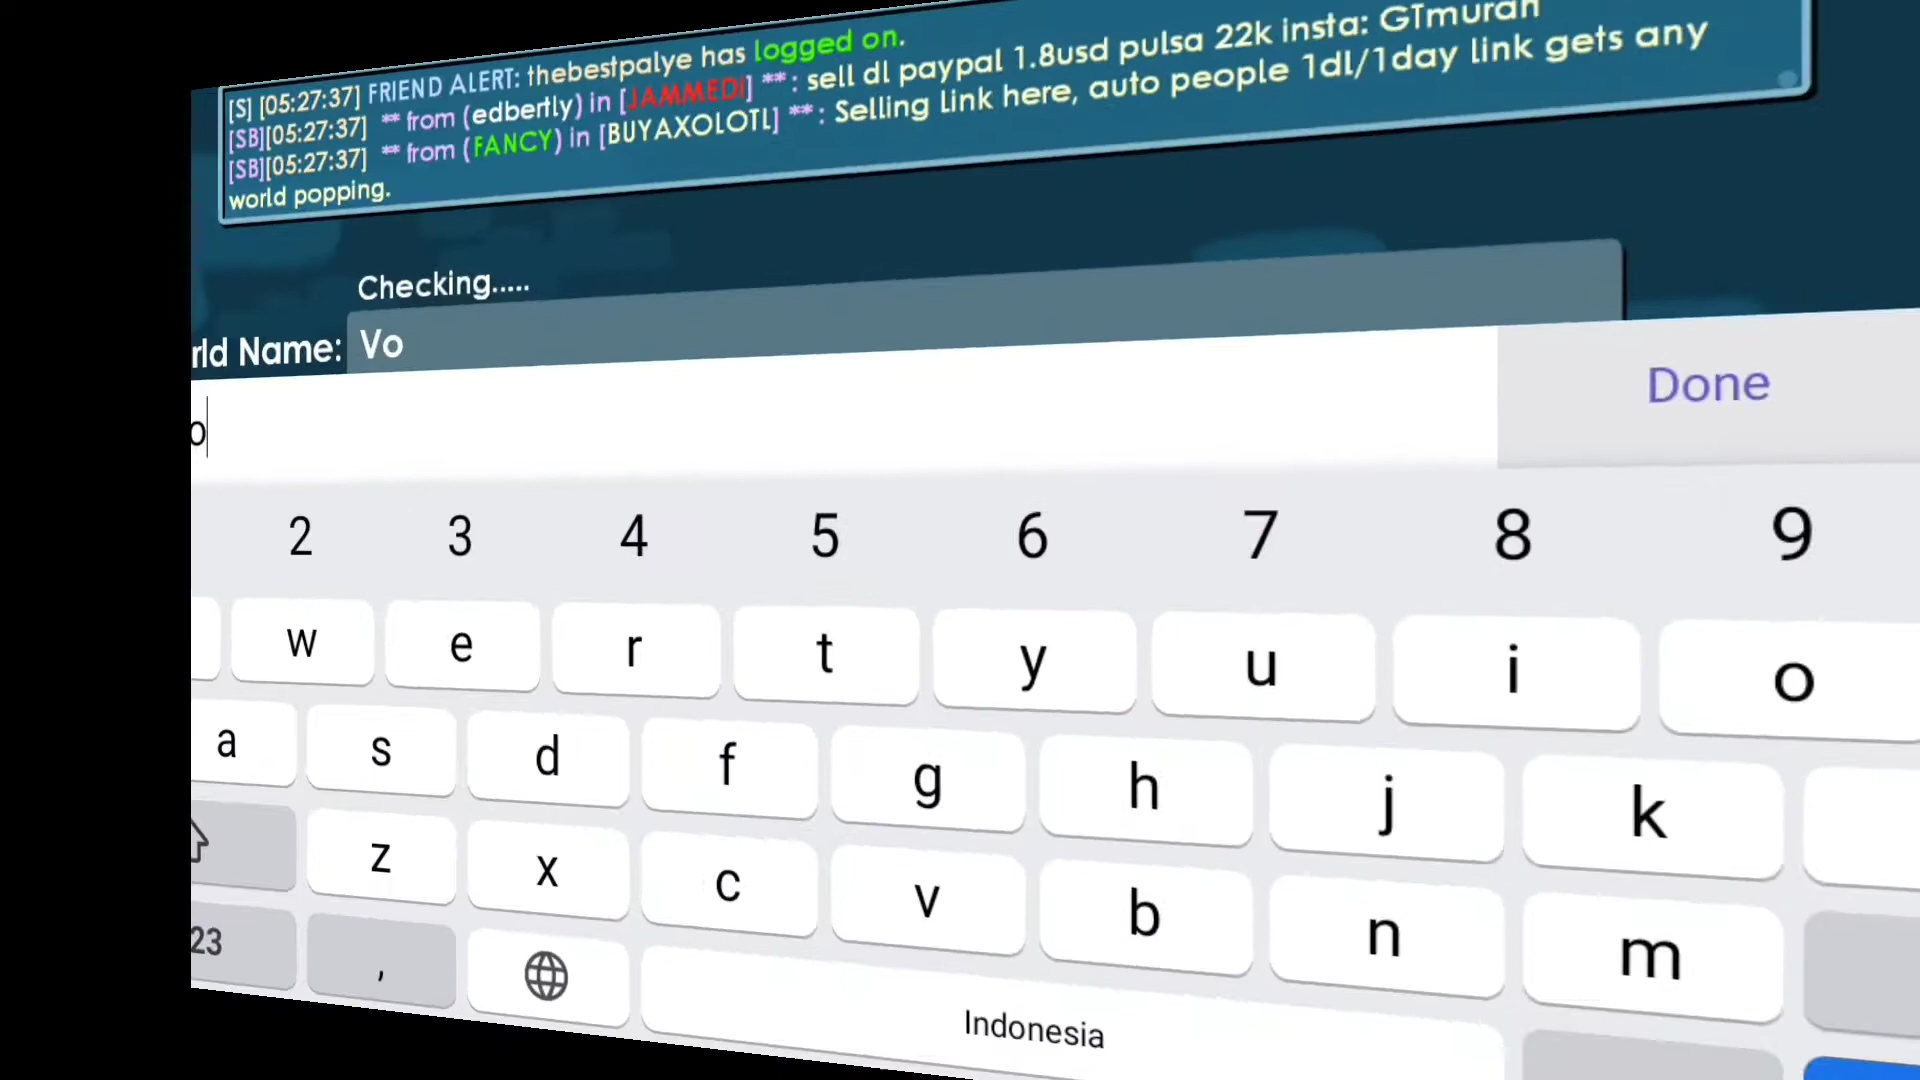 [S] [05:27:37] FRIEND ALERT: thebestpalye has logged on.
[SB][05:27:37] ** from (edbertly) in [JAMMEDI] ** : sell dl paypal 1.8usd pulsa 22k insta: GTmurah
[SB][05:27:37] ** from (FANCY) in [BUYAXOLOTL] ** : Selling Link here, auto people 1dl/1day link gets any
world popping.
Checking.....
rld Name: Vo
o
Done
2 3 4 5 6 7 8 9
w e r t y u i o
a s d f g h j k
z x c v b n m
23 , Indonesia